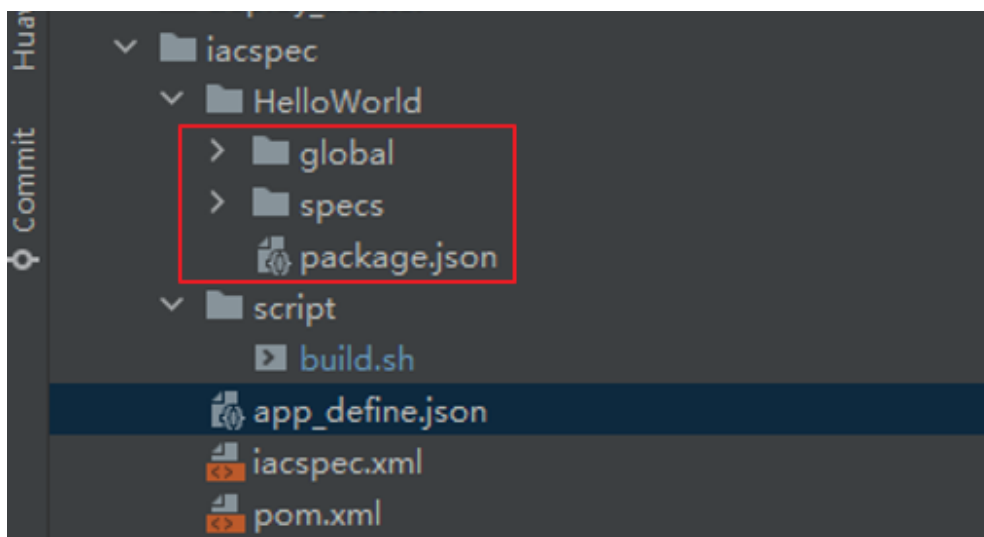 iacspec
HelloWorld
global
specs
package.json
script
build.sh
app_define.json
iacspec.xml
pom.xml
Commit